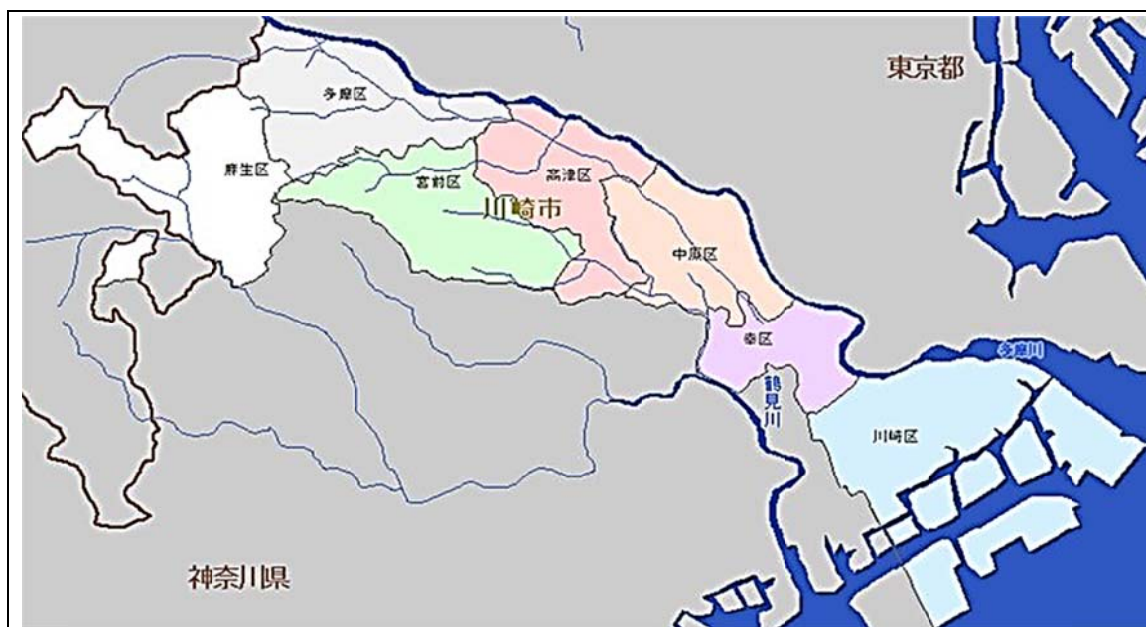 東京都
多摩区
麻生区
宮前区
高津区
川崎市
中原区
幸区
多摩川
鶴見川
川崎区
神奈川県